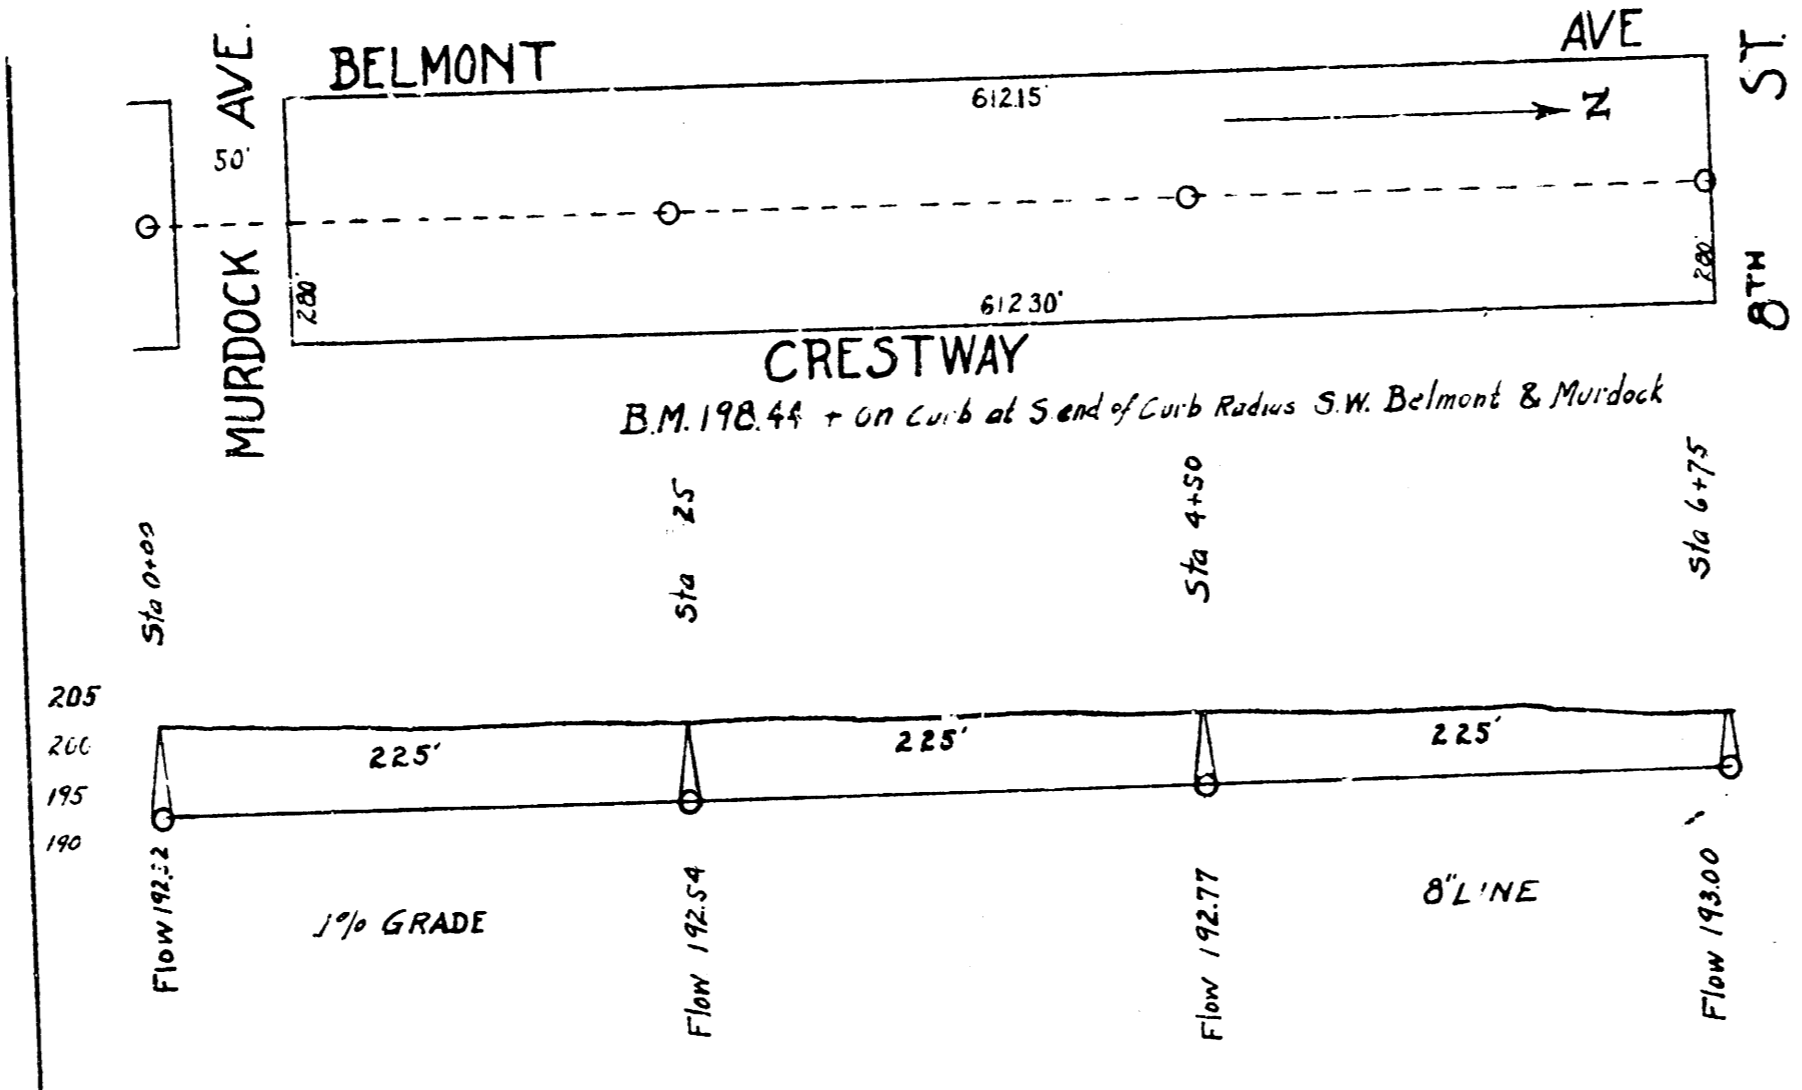 BELMONT AVE
MURDOCK AVE.
50'
8TH ST.
612.15'
N
280'
280'
612.30'
CRESTWAY
B.M. 198.44 + on Curb at S end of Curb Radius S.W. Belmont & Murdock
Sta 0+00
Sta 25
Sta 4+50
Sta 6+75
205
200
195
190
225'
225'
225'
Flow
Flow 192.54
Flow 192.77
Flow 193.00
1% GRADE
8" LINE